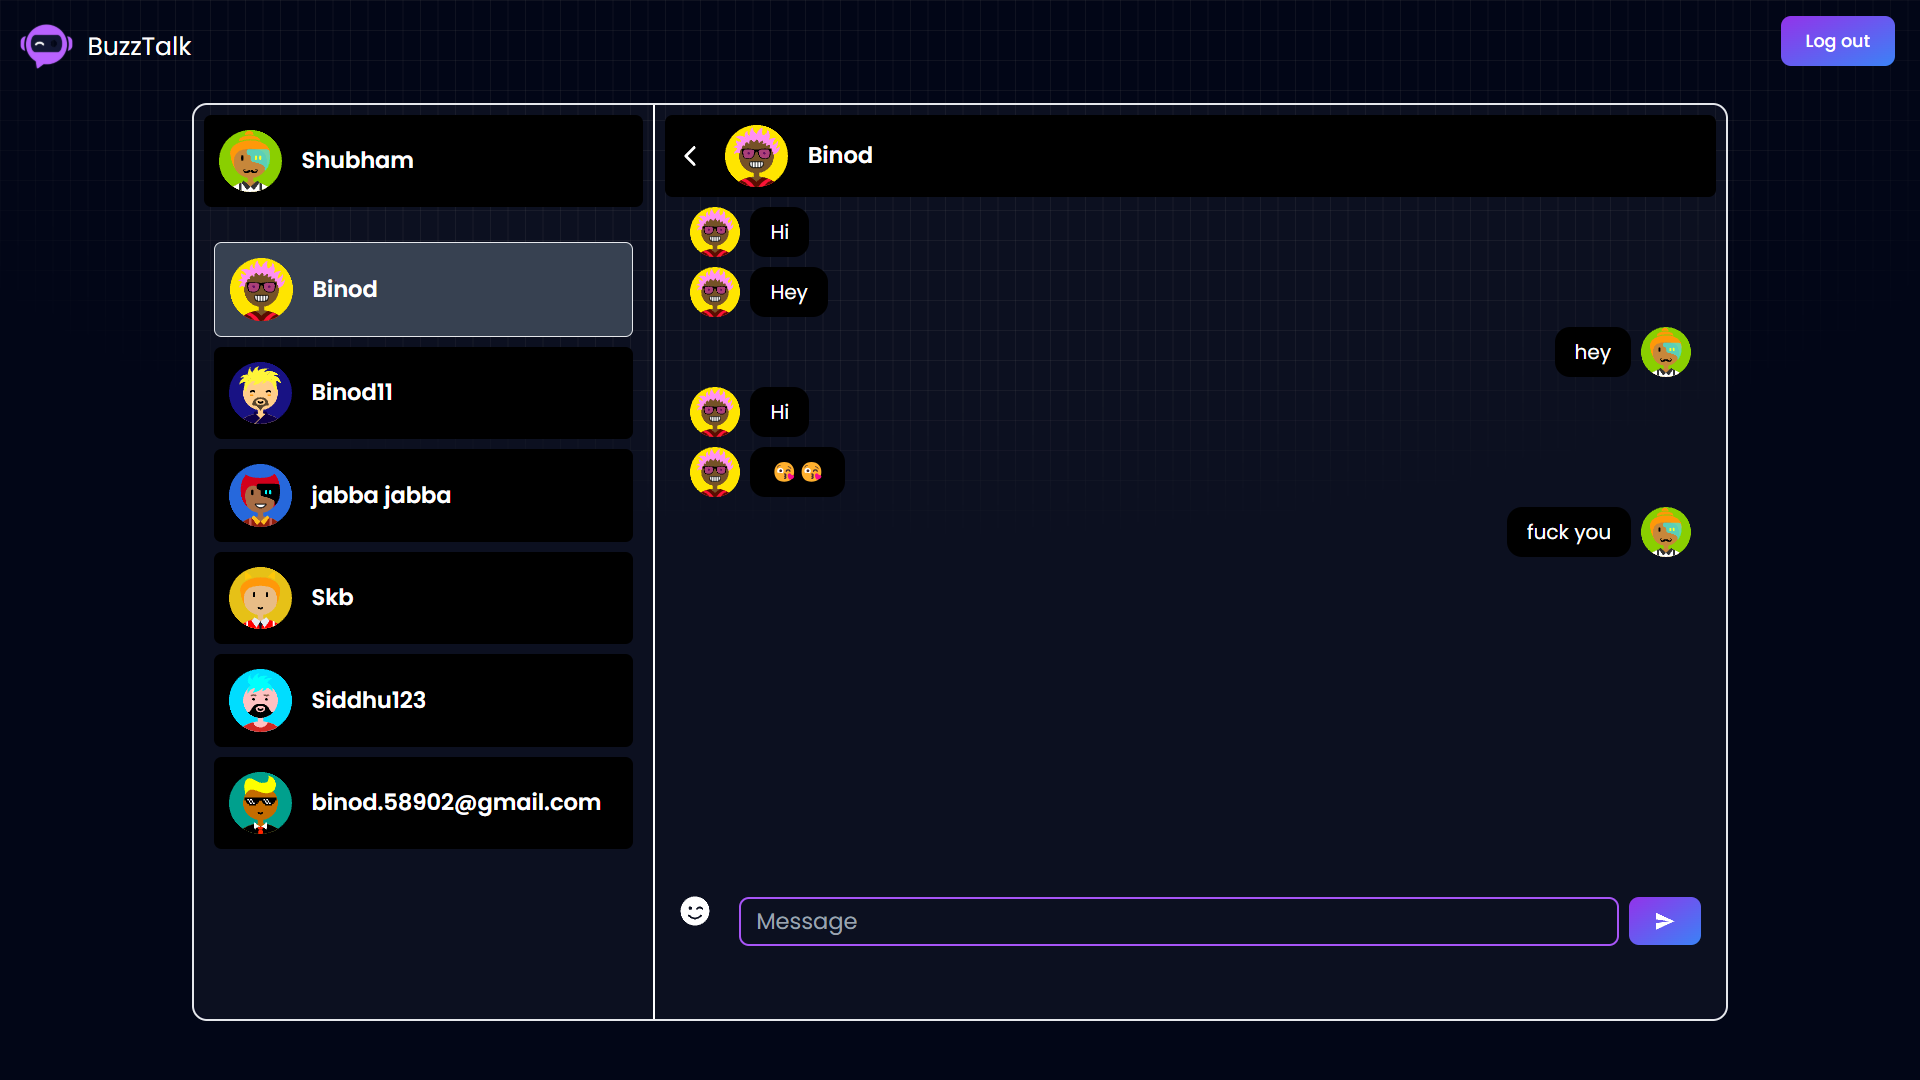 BuzzTalk
Log out
Shubham
Binod
Binod11
jabba jabba
Skb
Siddhu123
binod.58902@gmail.com
Binod
Hi
Hey
hey
Hi
😘😘
fuck you
Message